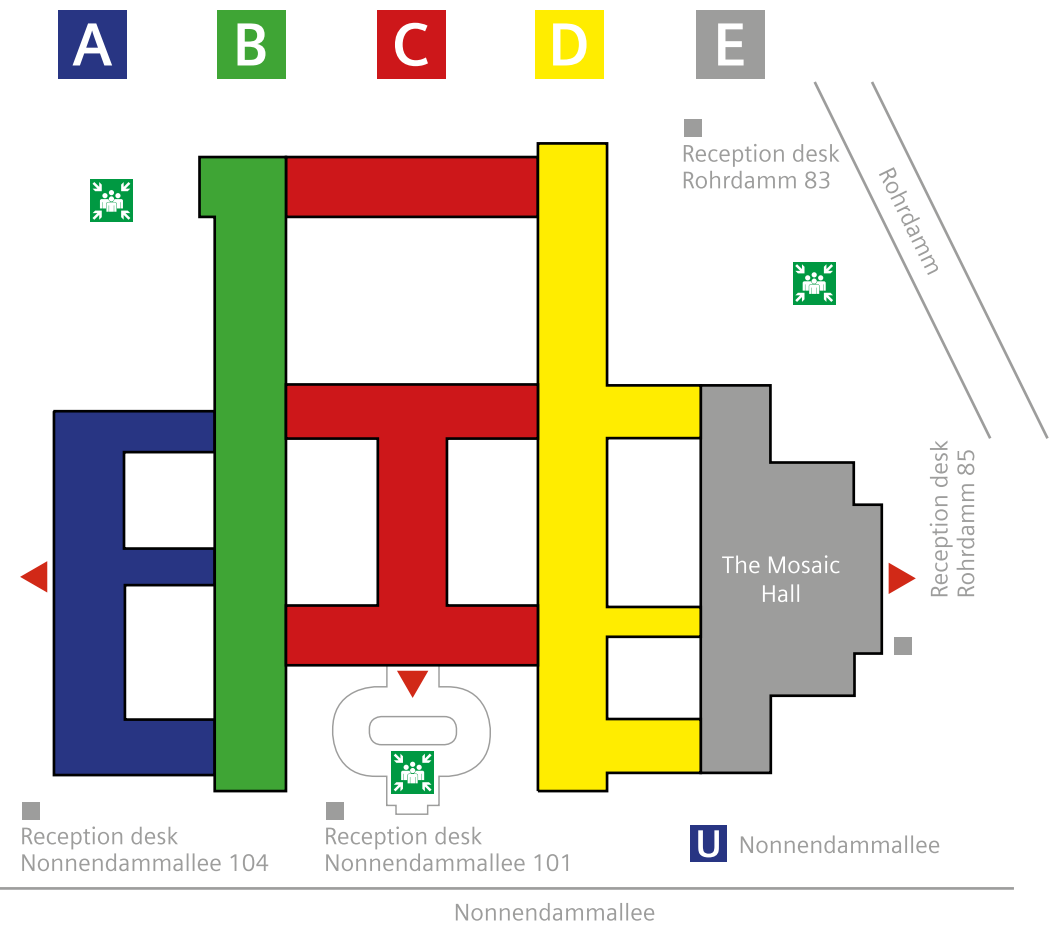 A
B
C
D
E
Reception desk
Rohrdamm 83
Rohrdamm
Reception desk
Rohrdamm 85
The Mosaic
Hall
Reception desk
Nonnendammallee 104
Reception desk
Nonnendammallee 101
U Nonnendammallee
Nonnendammallee